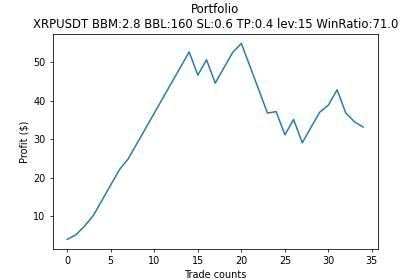 Portfolio
XRPUSDT BBM:2.8 BBL:160 SL:0.6 TP:0.4 lev:15 WinRatio:71.0
50
40
30
20
10
Profit ($)
0 5 10 15 20 25 30 35
Trade counts